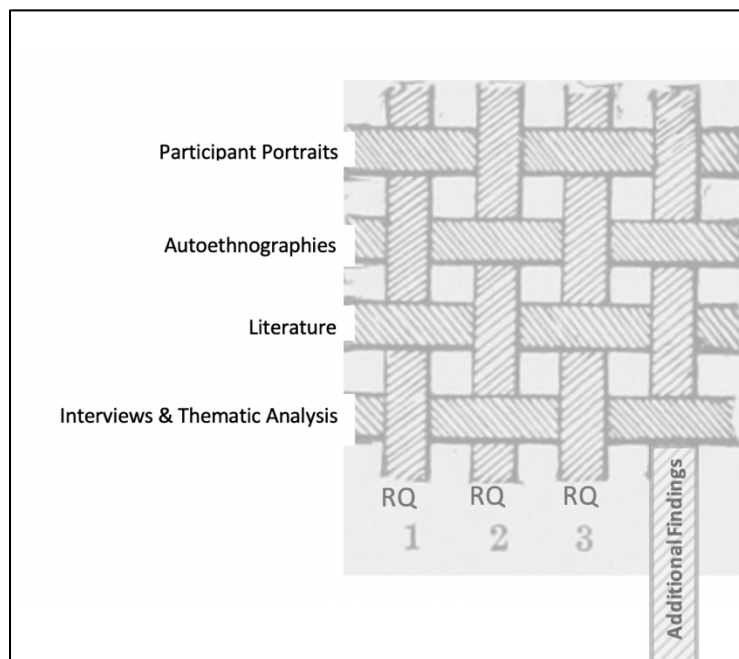 Participant Portraits
Autoethnographies
Literature
Interviews & Thematic Analysis
RQ RQ RQ
1 2 3
Additional Findings